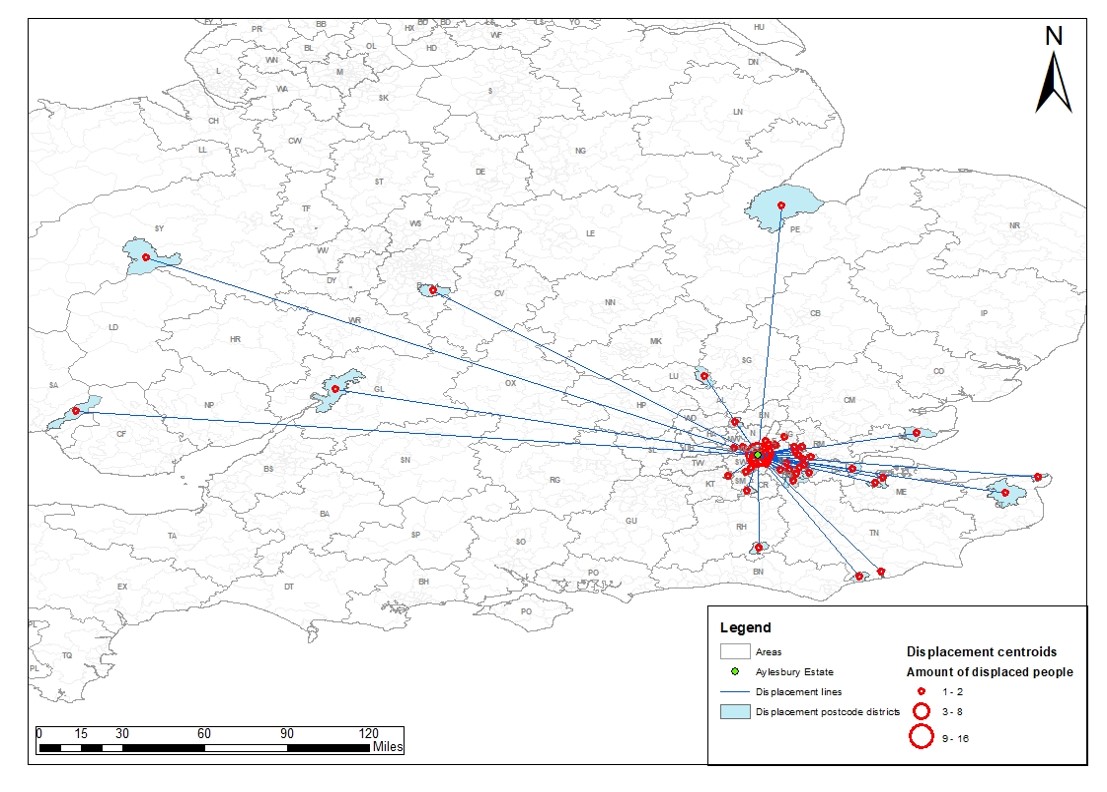 N
HU
PR
BB
HX
BD
BD
LS
YO
BL
OL
HD
WF
DN
WN
L
M
WA
SK
S
LN
CH
CW
LL
NG
ST
DE
TF
SY
WS
LE
PE
NR
WV
DY
B
CV
NN
CB
IP
LD
WR
HR
MK
SG
CO
SA
LU
GL
OX
NP
HP
AL
CM
CF
WD
EN
HA
NW
N
IG
RM
UB
SL
SW
TW
BS
SN
RG
KT
SM
CR
ME
CT
BA
GU
RH
TN
TA
SP
SO
BN
EX
DT
BH
PO
PO
PL
TQ
PL
Legend
Areas
Aylesbury Estate
Displacement lines
Displacement postcode districts
Displacement centroids
Amount of displaced people
1 - 2
3 - 8
9 - 16
0 15 30 60 90 120
Miles